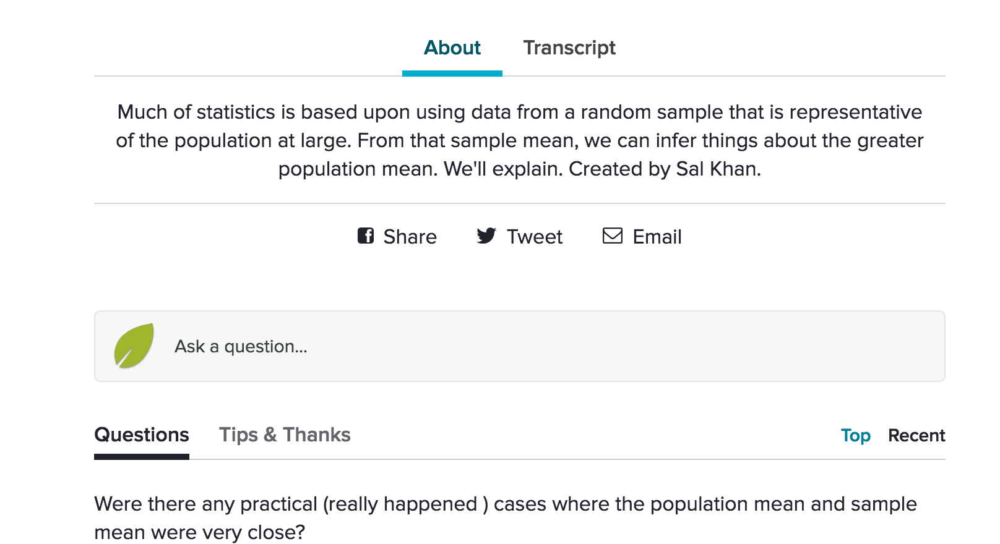 About Transcript
Much of statistics is based upon using data from a random sample that is representative
of the population at large. From that sample mean, we can infer things about the greater
population mean. We'll explain. Created by Sal Khan.
Share Tweet Email
Ask a question...
Questions Tips & Thanks Top Recent
Were there any practical (really happened ) cases where the population mean and sample
mean were very close?